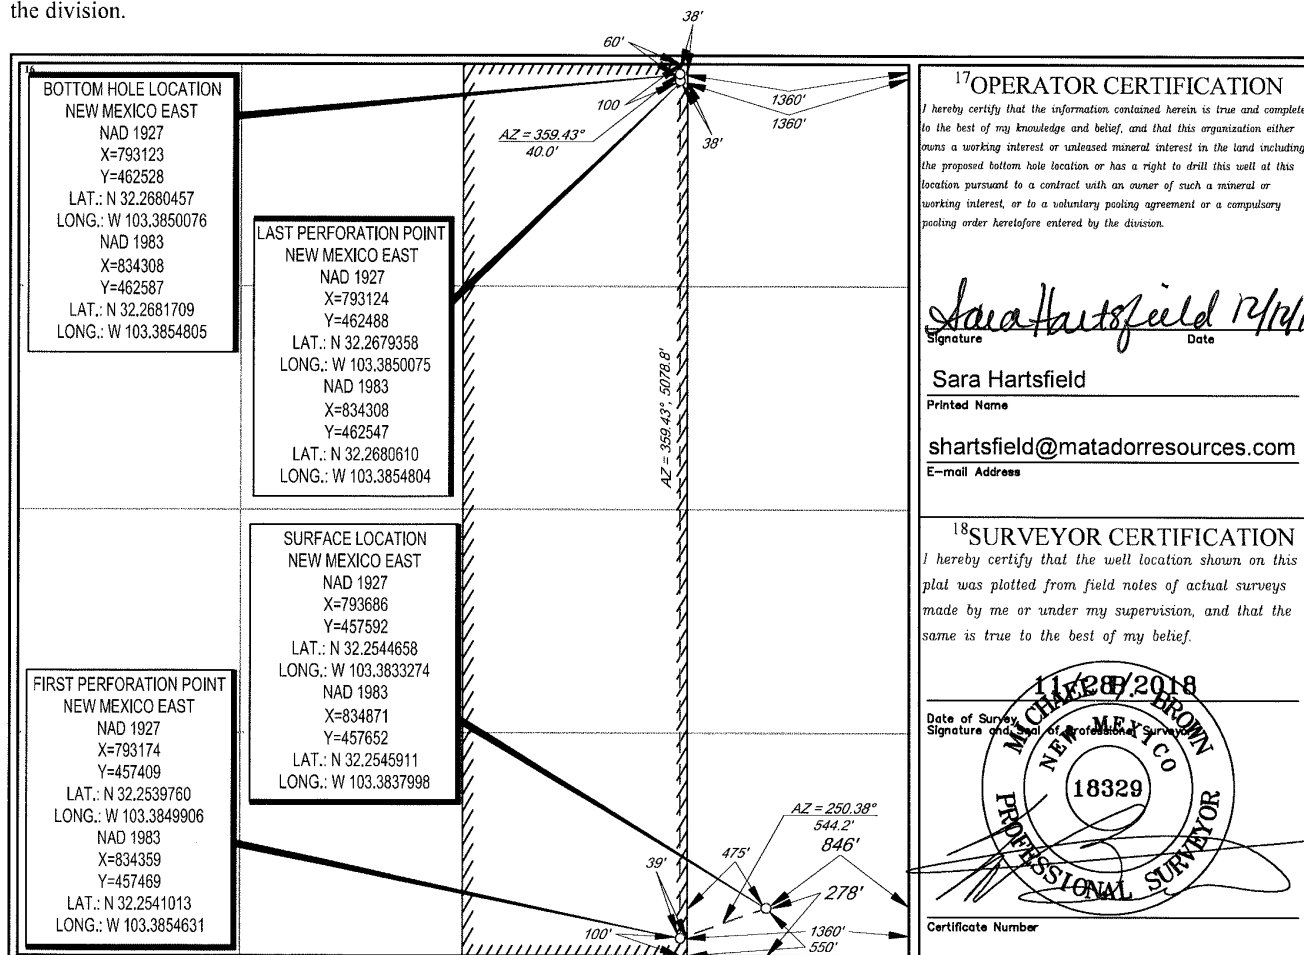 the division.
38'
60'
16
BOTTOM HOLE LOCATION
NEW MEXICO EAST
NAD 1927
X=793123
Y=462528
LAT.: N 32.2680457
LONG.: W 103.3850076
NAD 1983
X=834308
Y=462587
LAT.: N 32.2681709
LONG.: W 103.3854805
100
AZ = 359.43°
40.0'
1360'
1360'
38'
LAST PERFORATION POINT
NEW MEXICO EAST
NAD 1927
X=793124
Y=462488
LAT.: N 32.2679358
LONG.: W 103.3850075
NAD 1983
X=834308
Y=462547
LAT.: N 32.2680610
LONG.: W 103.3854804
AZ = 359.43°, 5078.8'
SURFACE LOCATION
NEW MEXICO EAST
NAD 1927
X=793686
Y=457592
LAT.: N 32.2544658
LONG.: W 103.3833274
NAD 1983
X=834871
Y=457652
LAT.: N 32.2545911
LONG.: W 103.3837998
FIRST PERFORATION POINT
NEW MEXICO EAST
NAD 1927
X=793174
Y=457409
LAT.: N 32.2539760
LONG.: W 103.3849906
NAD 1983
X=834359
Y=457469
LAT.: N 32.2541013
LONG.: W 103.3854631
AZ = 250.38°
544.2'
846'
475'
39'
278'
100'
1360'
550'
17 OPERATOR CERTIFICATION
I hereby certify that the information contained herein is true and complete
to the best of my knowledge and belief, and that this organization either
owns a working interest or unleased mineral interest in the land including
the proposed bottom hole location or has a right to drill this well at this
location pursuant to a contract with an owner of such a mineral or
working interest, or to a voluntary pooling agreement or a compulsory
pooling order heretofore entered by the division.
Sara Hartsfield 12/12/1
Signature Date
Sara Hartsfield
Printed Name
shartsfield@matadorresources.com
E-mail Address
18 SURVEYOR CERTIFICATION
I hereby certify that the well location shown on this
plat was plotted from field notes of actual surveys
made by me or under my supervision, and that the
same is true to the best of my belief.
11/28/2018
Date of Survey
Signature and Seal of Professional Surveyor
MICHAEL B. BROWN
NEW MEXICO
18329
PROFESSIONAL SURVEYOR
Certificate Number